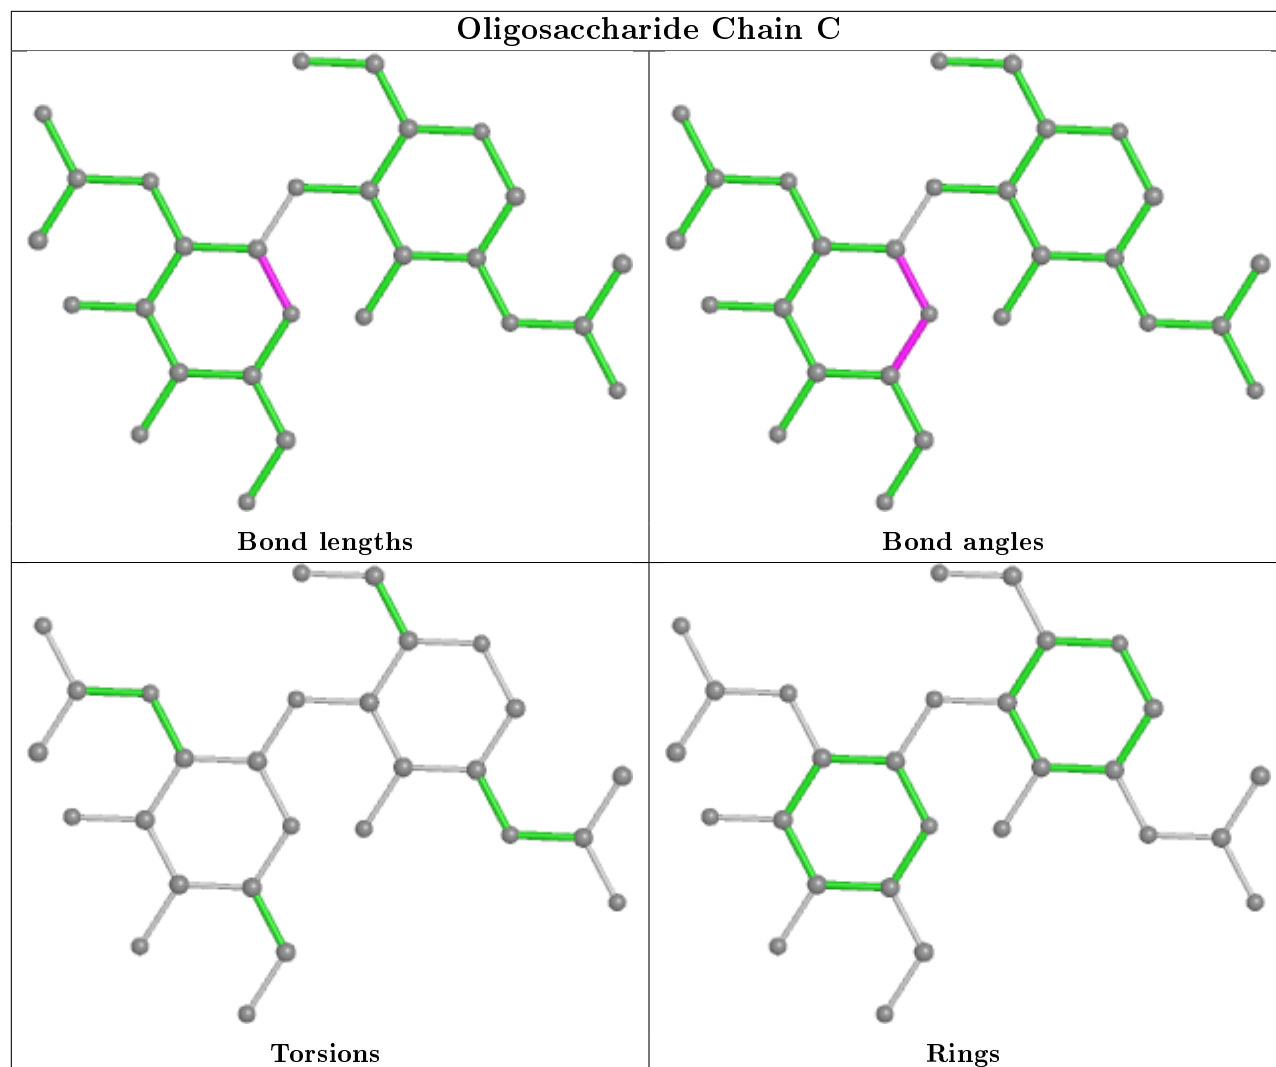 Oligosaccharide Chain C
Bond lengths
Bond angles
Torsions
Rings